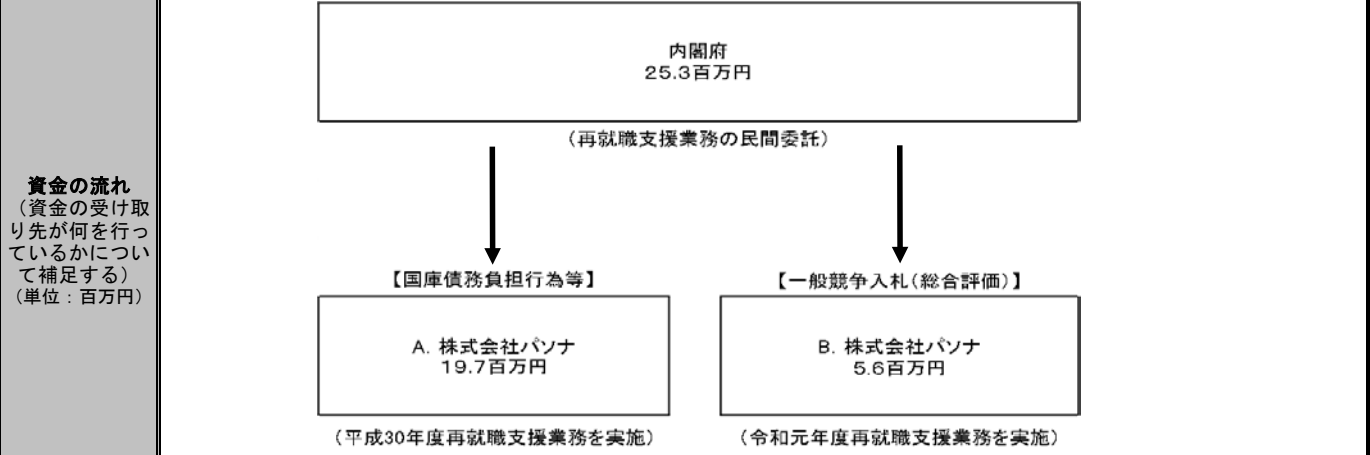 資金の流れ
（資金の受け取
り先が何を行っ
ているかについ
て補足する）
（単位：百万円）
内閣府
25.3百万円
（再就職支援業務の民間委託）
【国庫債務負担行為等】
A. 株式会社パソナ
19.7百万円
（平成30年度再就職支援業務を実施）
【一般競争入札（総合評価）】
B. 株式会社パソナ
5.6百万円
（令和元年度再就職支援業務を実施）